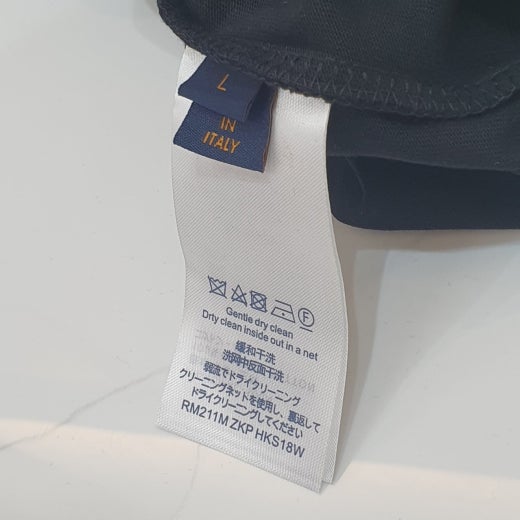 L
IN
ITALY
F
Gentle dry clean
Drty clean inside out in a net
緩和干洗
洗网中反面干洗
弱流でドライクリーニング
クリーニングネットを使用し、裏返して
ドライクリーニングしてください
RM211M ZKP HKS18W